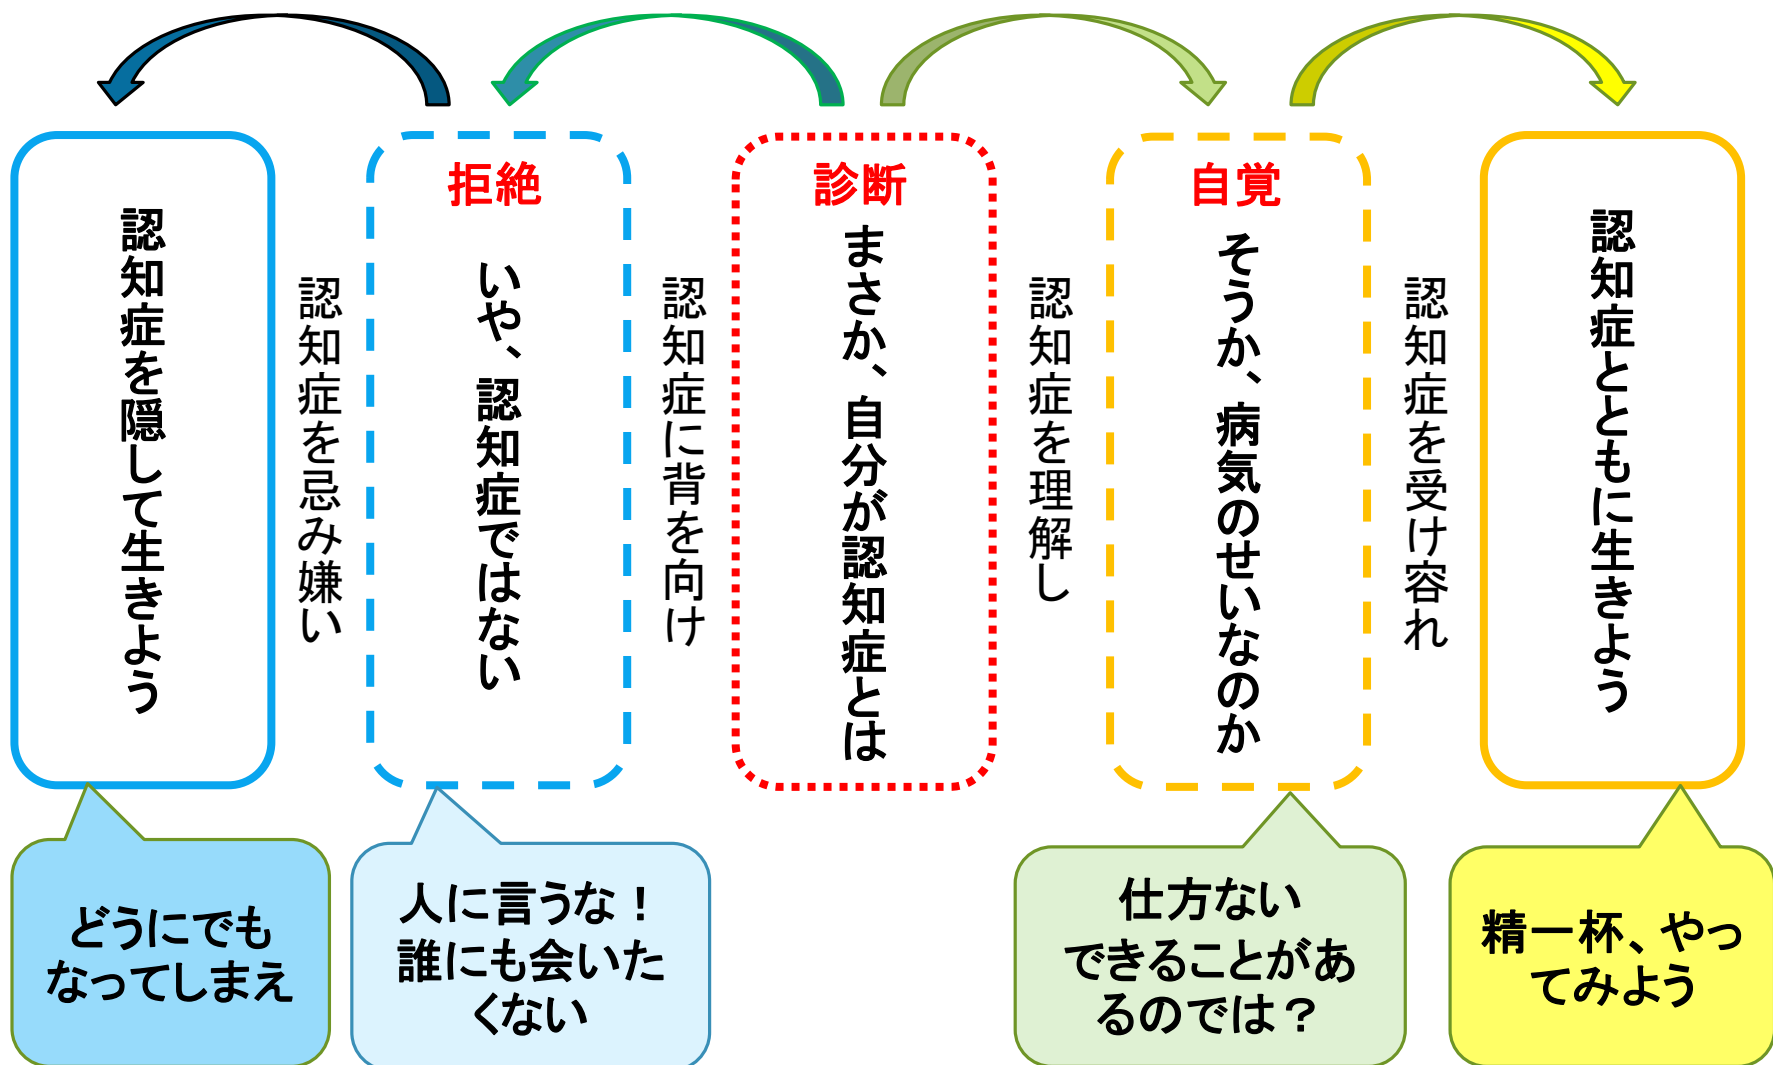 認知症を隠して生きよう
認知症を忌み嫌い
拒絶
いや、認知症ではない
認知症に背を向け
診断
まさか、自分が認知症とは
認知症を理解し
自覚
そうか、病気のせいなのか
認知症を受け容れ
認知症とともに生きよう
どうにでも
なってしまえ
人に言うな！
誰にも会いた
くない
仕方ない
できることがあ
るのでは？
精一杯、やっ
てみよう